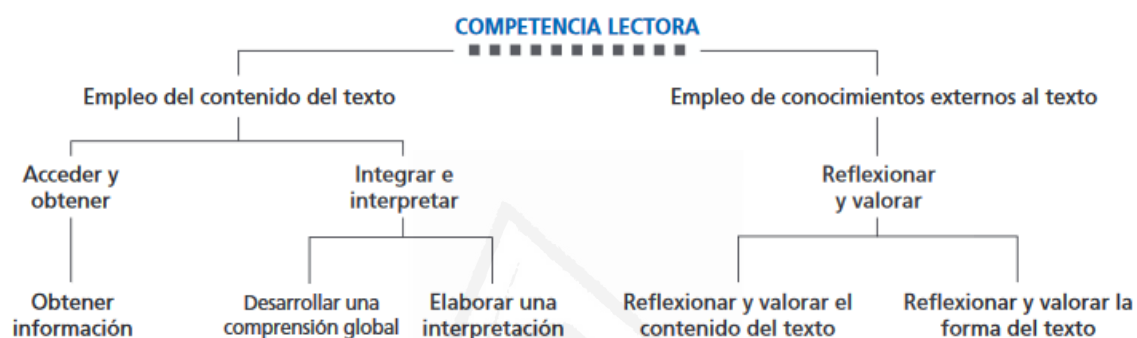 COMPETENCIA LECTORA
Empleo del contenido del texto
Empleo de conocimientos externos al texto
Acceder y
obtener
Integrar e
interpretar
Reflexionar
y valorar
Obtener
información
Desarrollar una
comprensión global
Elaborar una
interpretación
Reflexionar y valorar el
contenido del texto
Reflexionar y valorar la
forma del texto